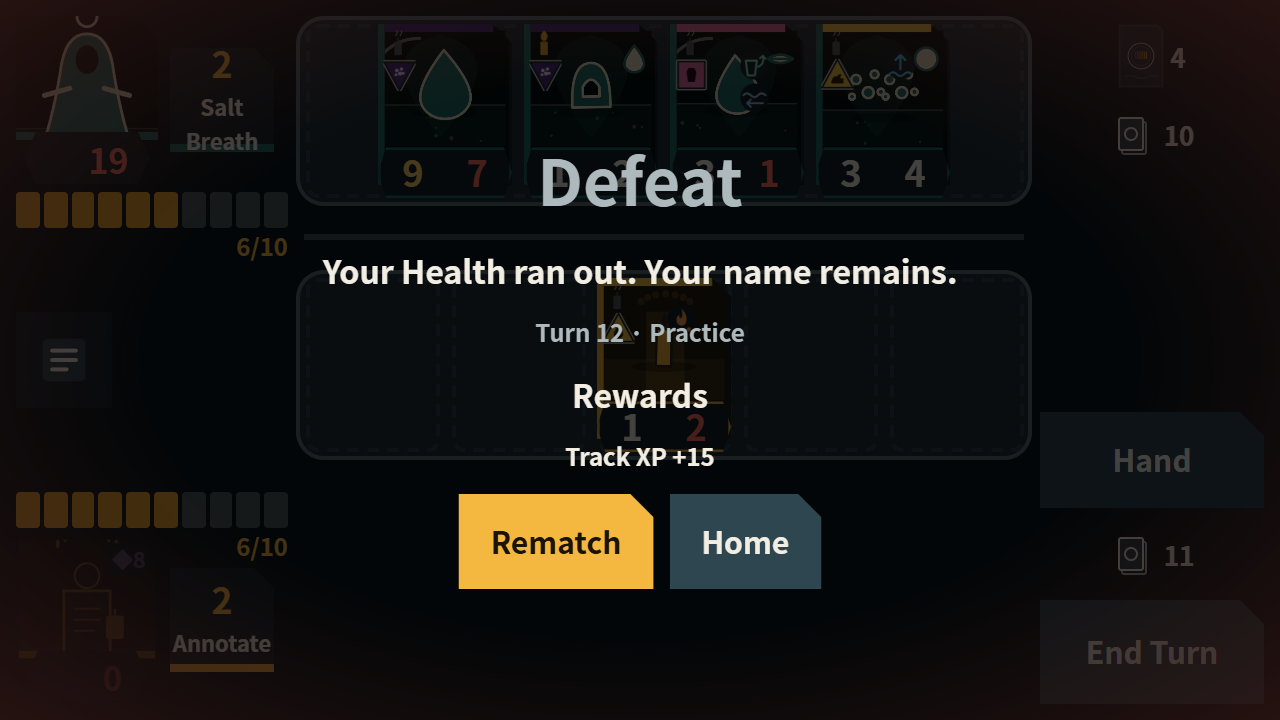 2
Salt
Breath
19
6/10
9 7
1
3 1
3 4
4
10
Defeat
Your Health ran out. Your name remains.
Turn 12 · Practice
Rewards
1 2
Track XP +15
Rematch
Home
Hand
11
End Turn
6/10
8
2
Annotate
0